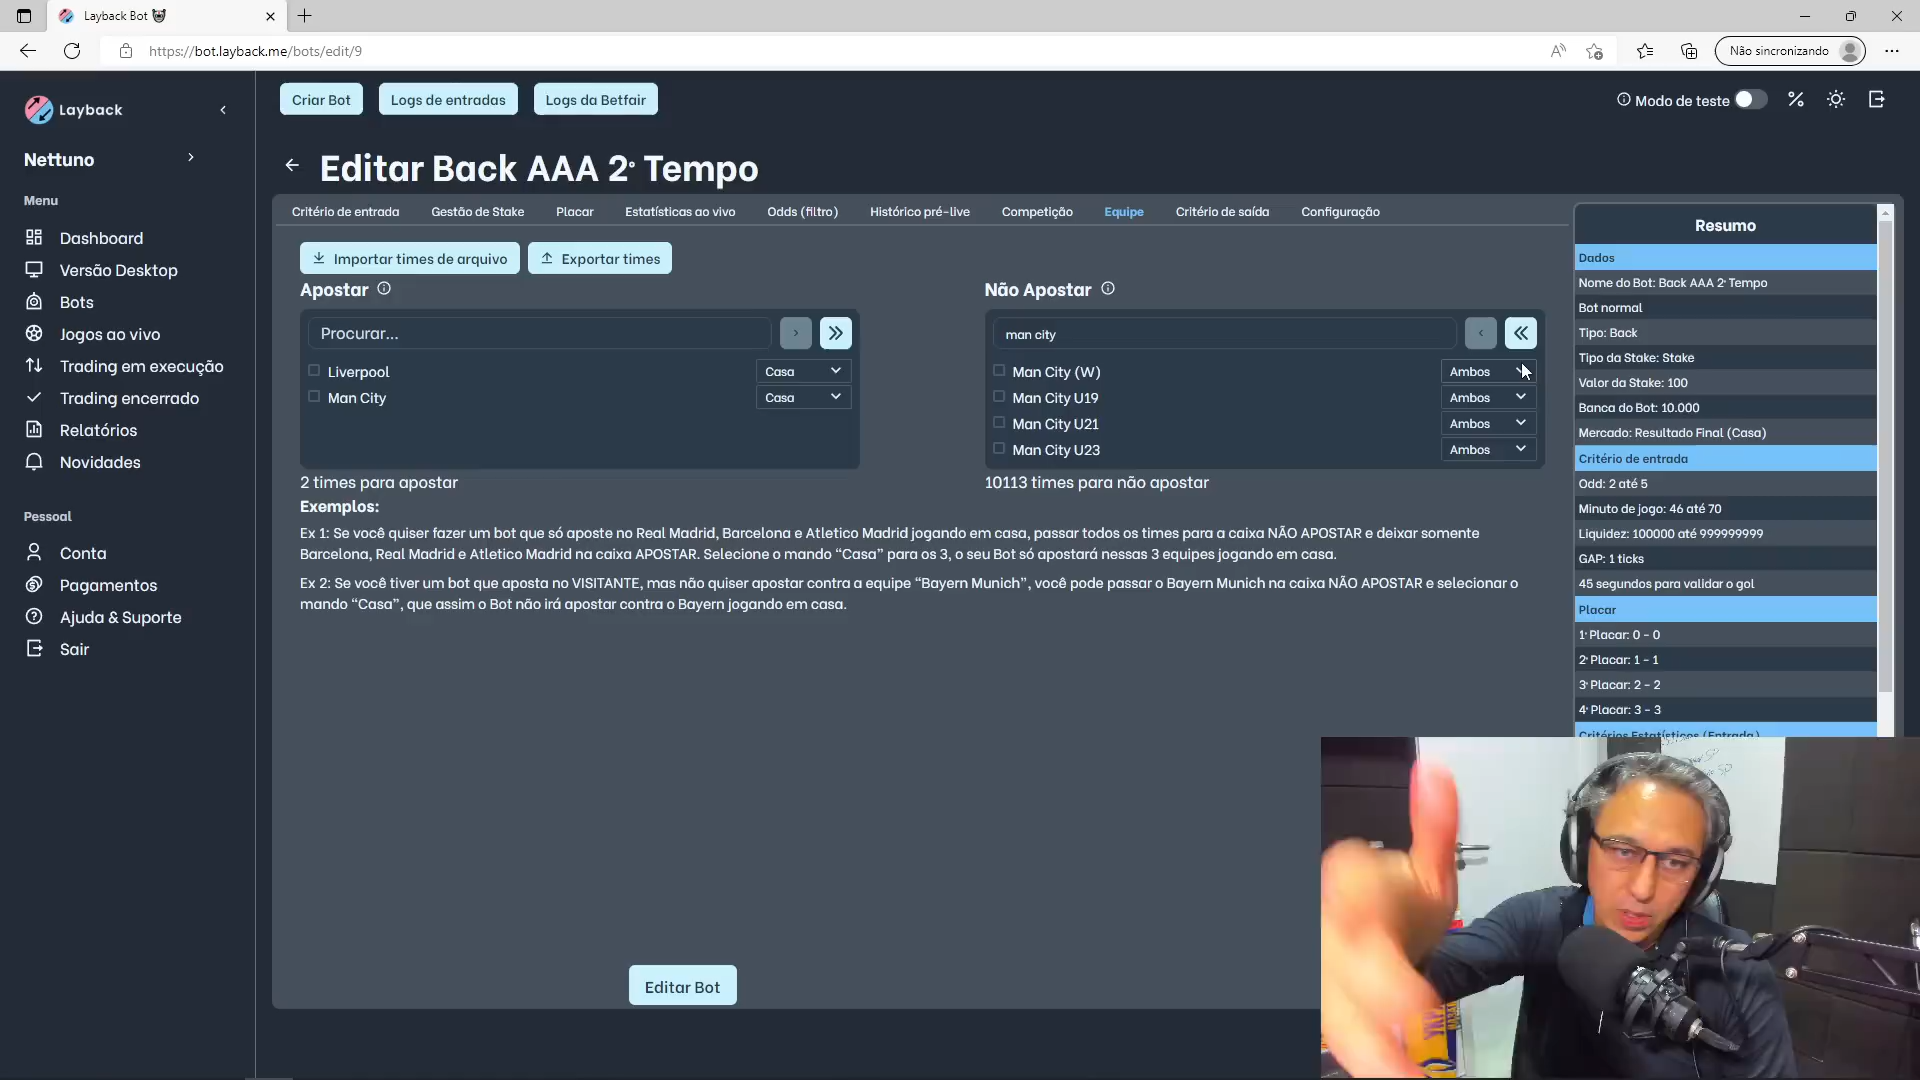 Layback Bot
https://bot.layback.me/bots/edit/9
Não sincronizando
Layback
Criar Bot
Logs de entradas
Logs da Betfair
Modo de teste
Nettuno
Menu
Dashboard
Versão Desktop
Bots
Jogos ao vivo
Trading em execução
Trading encerrado
Relatórios
Novidades
Pessoal
Conta
Pagamentos
Ajuda & Suporte
Sair
Editar Back AAA 2º Tempo
Critério de entrada
Gestão de Stake
Placar
Estatísticas ao vivo
Odds (filtro)
Histórico pré-live
Competição
Equipe
Critério de saída
Configuração
Importar times de arquivo
Exportar times
Apostar
Procurar...
Liverpool Casa
Man City Casa
2 times para apostar
Não Apostar
man city
Man City (W) Ambos
Man City U19 Ambos
Man City U21 Ambos
Man City U23 Ambos
10113 times para não apostar
Exemplos:
Ex 1: Se você quiser fazer um bot que só aposte no Real Madrid, Barcelona e Atletico Madrid jogando em casa, passar todos os times para a caixa NÃO APOSTAR e deixar somente
Barcelona, Real Madrid e Atletico Madrid na caixa APOSTAR. Selecione o mando “Casa” para os 3, o seu Bot só apostará nessas 3 equipes jogando em casa.
Ex 2: Se você tiver um bot que aposta no VISITANTE, mas não quiser apostar contra a equipe “Bayern Munich”, você pode passar o Bayern Munich na caixa NÃO APOSTAR e selecionar o
mando “Casa”, que assim o Bot não irá apostar contra o Bayern jogando em casa.
Editar Bot
Resumo
Dados
Nome do Bot: Back AAA 2º Tempo
Bot normal
Tipo: Back
Tipo da Stake: Stake
Valor da Stake: 100
Banca do Bot: 10.000
Mercado: Resultado Final (Casa)
Critério de entrada
Odd: 2 até 5
Minuto de jogo: 46 até 70
Liquidez: 100000 até 999999999
GAP: 1 ticks
45 segundos para validar o gol
Placar
1º Placar: 0 - 0
2º Placar: 1 - 1
3º Placar: 2 - 2
4º Placar: 3 - 3
Critérios Estatísticos (Entrada)